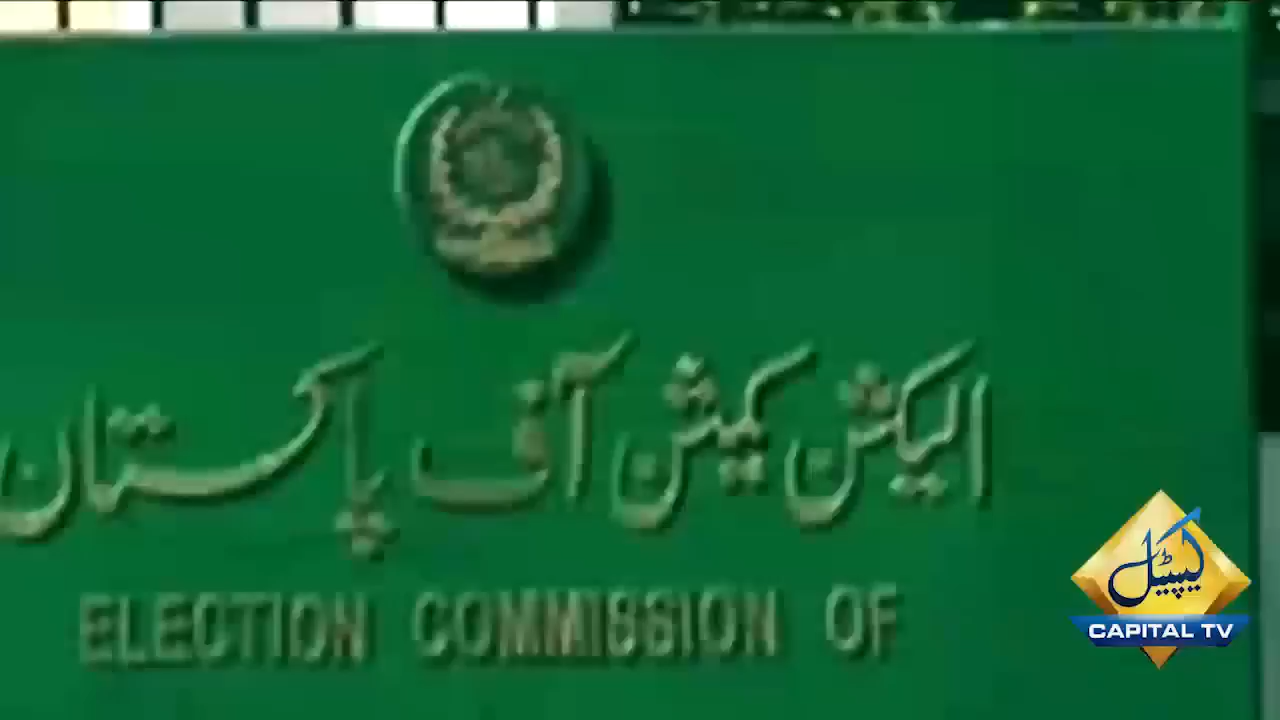 الیکشن کمیشن آف پاکستان
ELECTION COMMISSION OF
کیپیٹل
CAPITAL TV